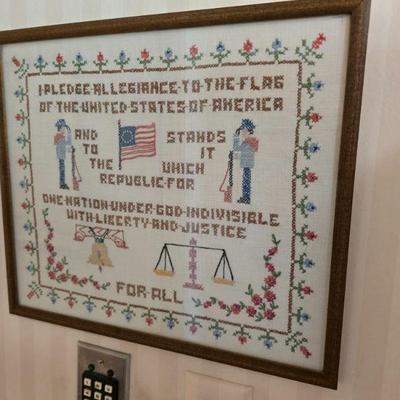 I·PLEDGE·ALLEGIANCE·TO·THE·FLAG
OF·THE·UNITED·STATES·OF·AMERICA
AND STANDS
TO IT
THE WHICH
REPUBLIC·FOR
ONE·NATION·UNDER·GOD·INDIVISIBLE
WITH·LIBERTY·AND·JUSTICE
FOR·ALL